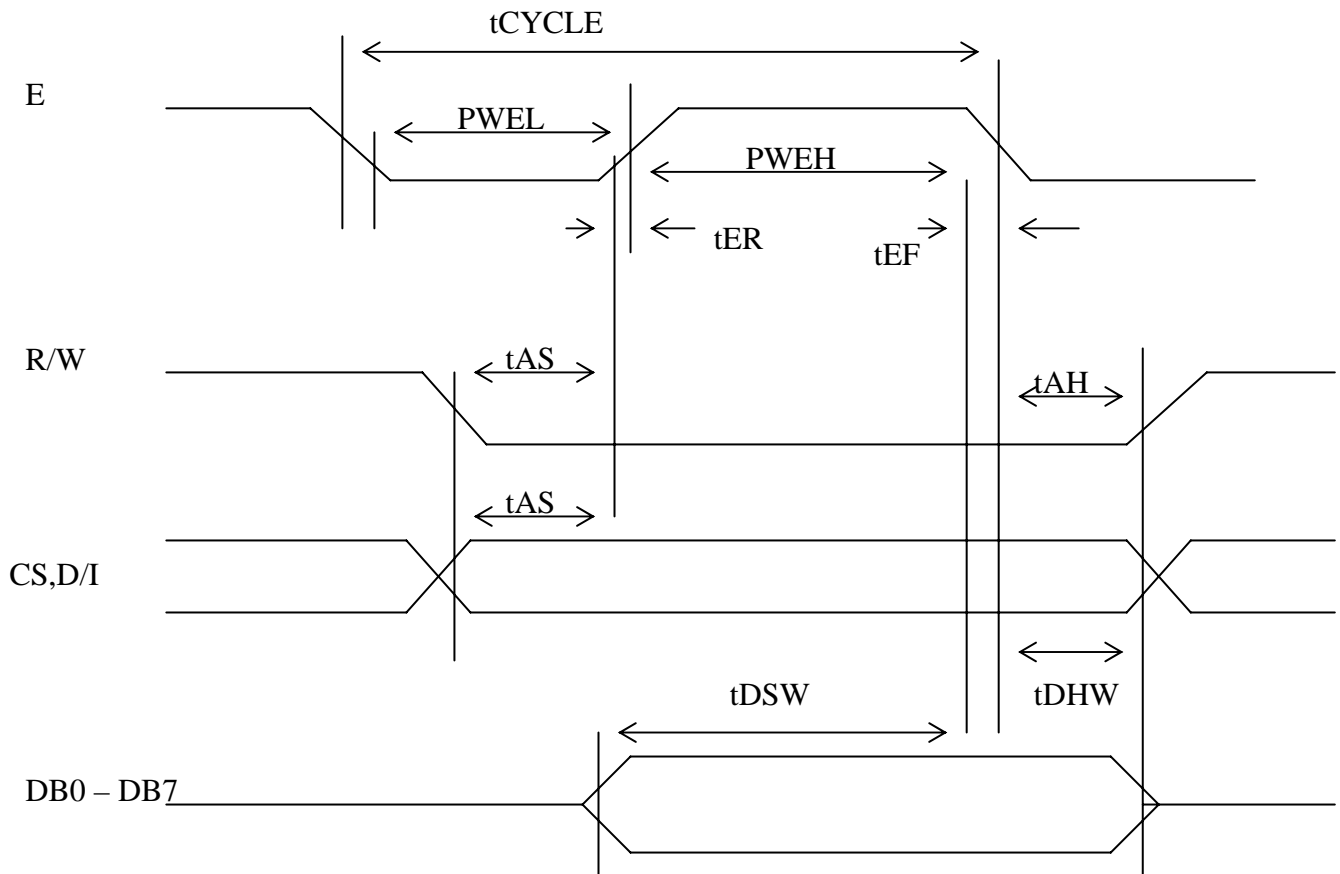 tCYCLE
E
PWEL
PWEH
tER
tEF
R/W
tAS
tAH
tAS
CS,D/I
tDSW
tDHW
DB0 – DB7